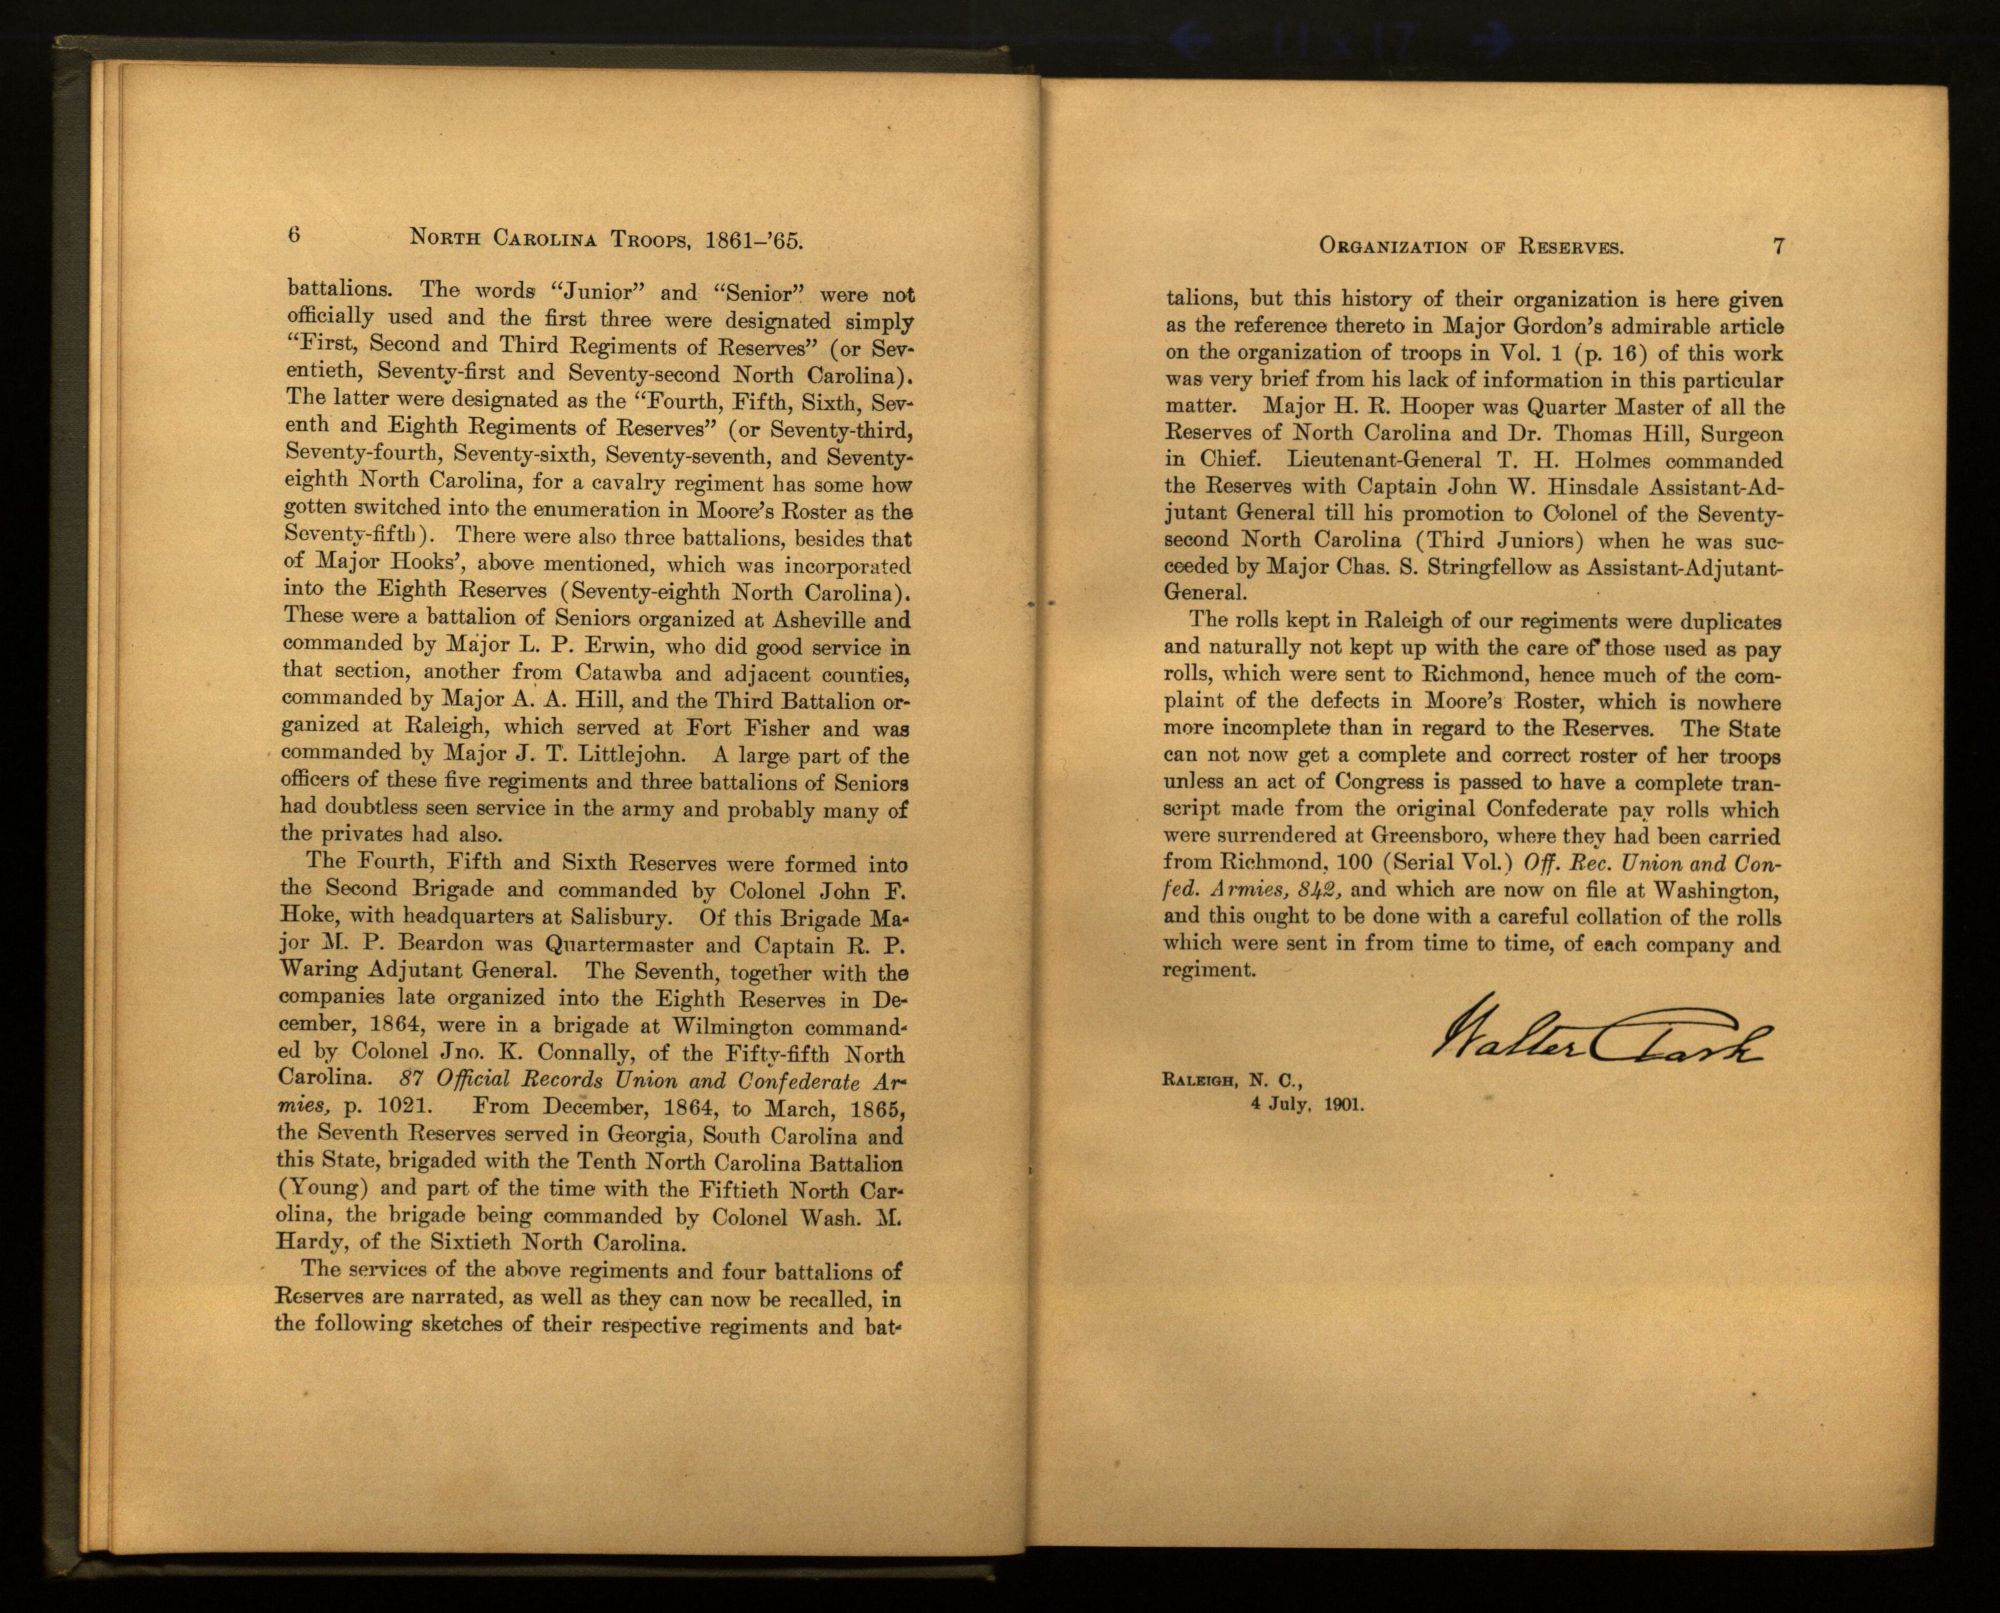 ← 11 x 17 →
6 North Carolina Troops, 1861–'65.
battalions. The words "Junior" and "Senior" were not
officially used and the first three were designated simply
"First, Second and Third Regiments of Reserves" (or Sev-
entieth, Seventy-first and Seventy-second North Carolina).
The latter were designated as the "Fourth, Fifth, Sixth, Sev-
enth and Eighth Regiments of Reserves" (or Seventy-third,
Seventy-fourth, Seventy-sixth, Seventy-seventh, and Seventy-
eighth North Carolina, for a cavalry regiment has some how
gotten switched into the enumeration in Moore's Roster as the
Seventy-fifth). There were also three battalions, besides that
of Major Hooks', above mentioned, which was incorporated
into the Eighth Reserves (Seventy-eighth North Carolina).
These were a battalion of Seniors organized at Asheville and
commanded by Major L. P. Erwin, who did good service in
that section, another from Catawba and adjacent counties,
commanded by Major A. A. Hill, and the Third Battalion or-
ganized at Raleigh, which served at Fort Fisher and was
commanded by Major J. T. Littlejohn. A large part of the
officers of these five regiments and three battalions of Seniors
had doubtless seen service in the army and probably many of
the privates had also.
The Fourth, Fifth and Sixth Reserves were formed into
the Second Brigade and commanded by Colonel John F.
Hoke, with headquarters at Salisbury. Of this Brigade Ma-
jor M. P. Beardon was Quartermaster and Captain R. P.
Waring Adjutant General. The Seventh, together with the
companies late organized into the Eighth Reserves in De-
cember, 1864, were in a brigade at Wilmington command-
ed by Colonel Jno. K. Connally, of the Fifty-fifth North
Carolina. 87 Official Records Union and Confederate Ar-
mies, p. 1021. From December, 1864, to March, 1865,
the Seventh Reserves served in Georgia, South Carolina and
this State, brigaded with the Tenth North Carolina Battalion
(Young) and part of the time with the Fiftieth North Car-
olina, the brigade being commanded by Colonel Wash. M.
Hardy, of the Sixtieth North Carolina.
The services of the above regiments and four battalions of
Reserves are narrated, as well as they can now be recalled, in
the following sketches of their respective regiments and bat-
Organization of Reserves. 7
talions, but this history of their organization is here given
as the reference thereto in Major Gordon's admirable article
on the organization of troops in Vol. 1 (p. 16) of this work
was very brief from his lack of information in this particular
matter. Major H. R. Hooper was Quarter Master of all the
Reserves of North Carolina and Dr. Thomas Hill, Surgeon
in Chief. Lieutenant-General T. H. Holmes commanded
the Reserves with Captain John W. Hinsdale Assistant-Ad-
jutant General till his promotion to Colonel of the Seventy-
second North Carolina (Third Juniors) when he was suc-
ceeded by Major Chas. S. Stringfellow as Assistant-Adjutant-
General.
The rolls kept in Raleigh of our regiments were duplicates
and naturally not kept up with the care of those used as pay
rolls, which were sent to Richmond, hence much of the com-
plaint of the defects in Moore's Roster, which is nowhere
more incomplete than in regard to the Reserves. The State
can not now get a complete and correct roster of her troops
unless an act of Congress is passed to have a complete tran-
script made from the original Confederate pay rolls which
were surrendered at Greensboro, where they had been carried
from Richmond, 100 (Serial Vol.) Off. Rec. Union and Con-
fed. Armies, 842, and which are now on file at Washington,
and this ought to be done with a careful collation of the rolls
which were sent in from time to time, of each company and
regiment.
Walter Clark
Raleigh, N. C.,
4 July, 1901.